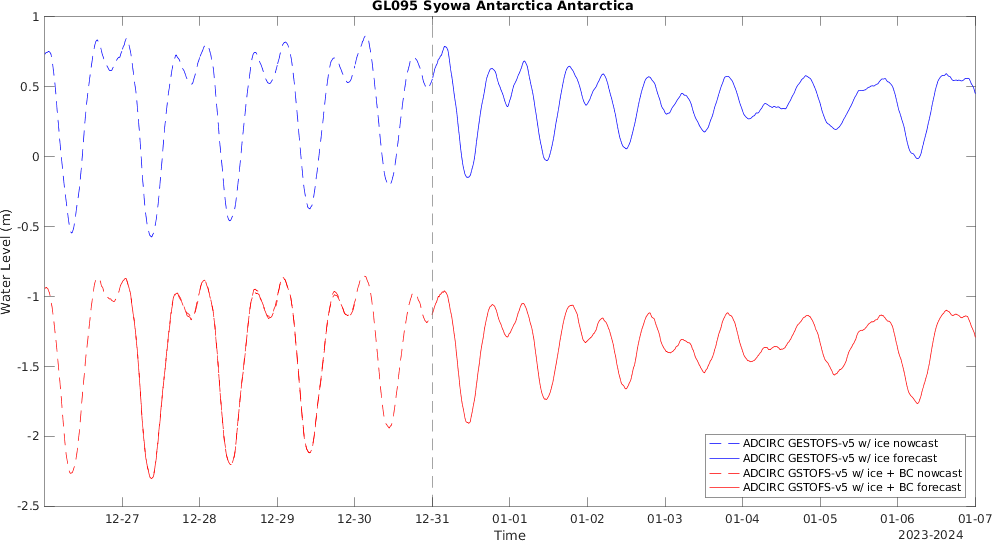 GL095 Syowa Antarctica Antarctica
1
0.5
0
-0.5
-1
-1.5
-2
-2.5
Water Level (m)
ADCIRC GESTOFS-v5 w/ ice nowcast
ADCIRC GESTOFS-v5 w/ ice forecast
ADCIRC GSTOFS-v5 w/ ice + BC nowcast
ADCIRC GSTOFS-v5 w/ ice + BC forecast
12-27 12-28 12-29 12-30 12-31 01-01 01-02 01-03 01-04 01-05 01-06 01-07
Time
2023-2024